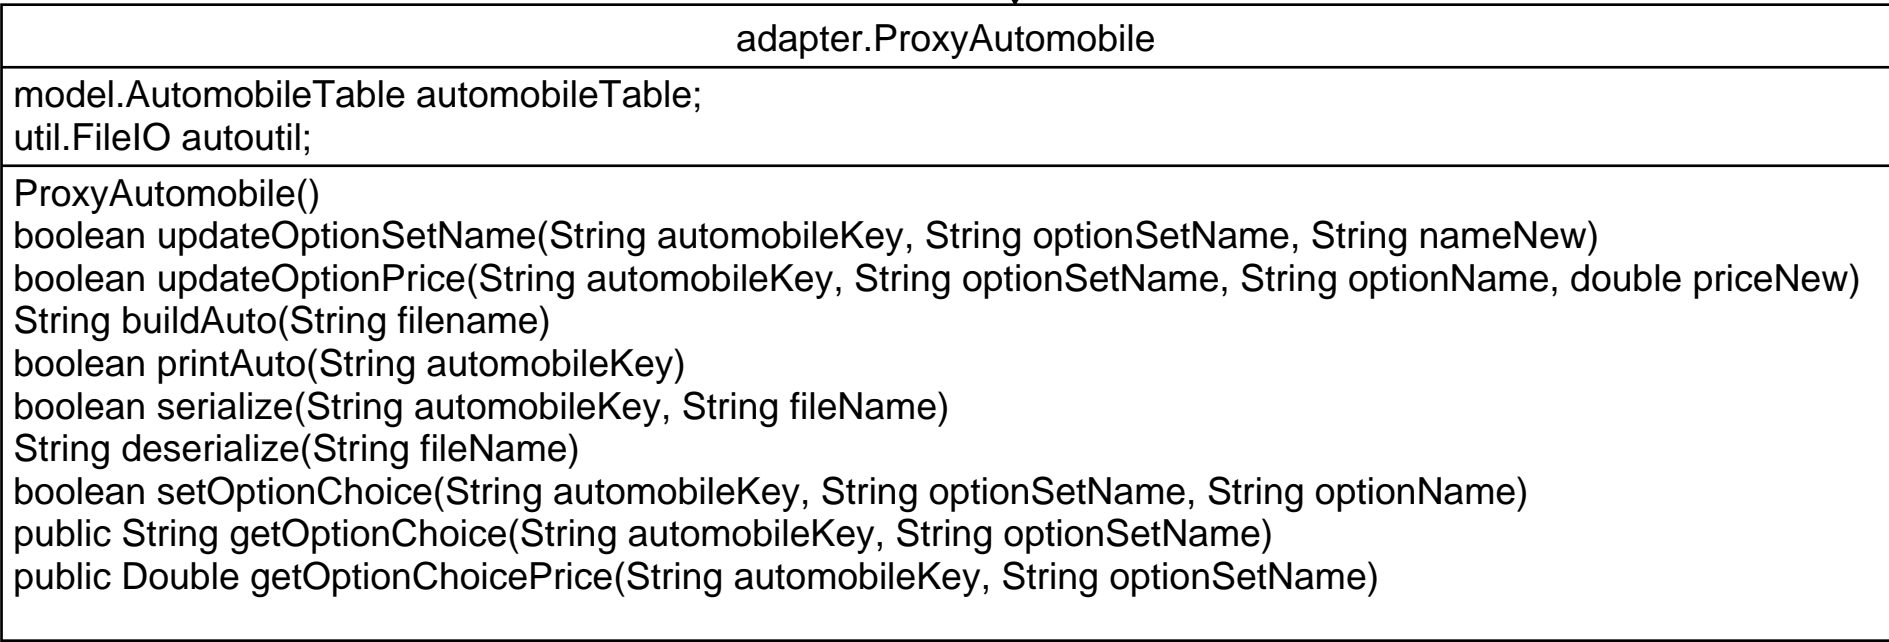 adapter.ProxyAutomobile
model.AutomobileTable automobileTable;
util.FileIO autoutil;
ProxyAutomobile()
boolean updateOptionSetName(String automobileKey, String optionSetName, String nameNew)
boolean updateOptionPrice(String automobileKey, String optionSetName, String optionName, double priceNew)
String buildAuto(String filename)
boolean printAuto(String automobileKey)
boolean serialize(String automobileKey, String fileName)
String deserialize(String fileName)
boolean setOptionChoice(String automobileKey, String optionSetName, String optionName)
public String getOptionChoice(String automobileKey, String optionSetName)
public Double getOptionChoicePrice(String automobileKey, String optionSetName)